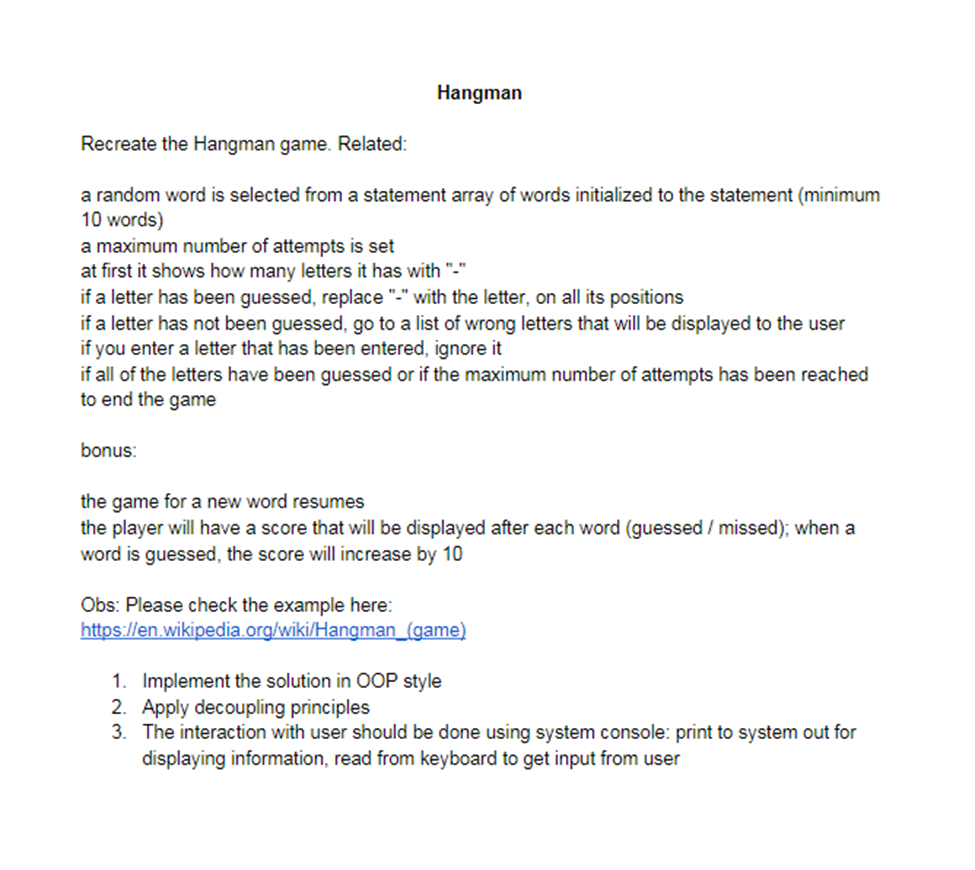 Hangman
Recreate the Hangman game. Related:
a random word is selected from a statement array of words initialized to the statement (minimum
10 words)
a maximum number of attempts is set
at first it shows how many letters it has with "-"
if a letter has been guessed, replace "-" with the letter, on all its positions
if a letter has not been guessed, go to a list of wrong letters that will be displayed to the user
if you enter a letter that has been entered, ignore it
if all of the letters have been guessed or if the maximum number of attempts has been reached
to end the game
bonus:
the game for a new word resumes
the player will have a score that will be displayed after each word (guessed / missed); when a
word is guessed, the score will increase by 10
Obs: Please check the example here:
https://en.wikipedia.org/wiki/Hangman_(game)
1. Implement the solution in OOP style
2. Apply decoupling principles
3. The interaction with user should be done using system console: print to system out for
displaying information, read from keyboard to get input from user